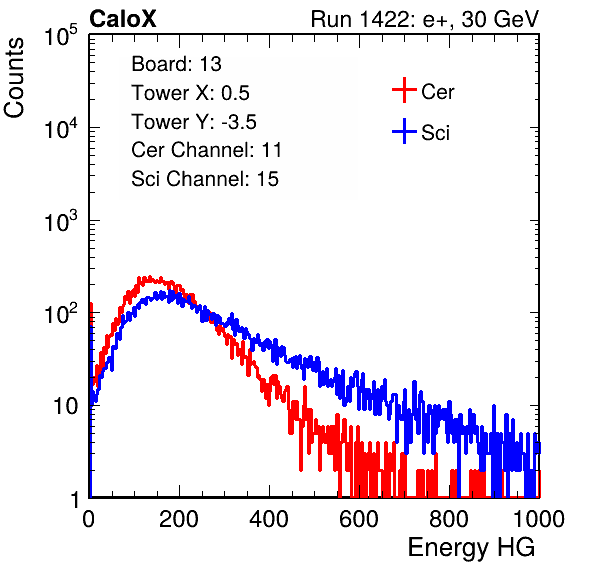 CaloX Run 1422: e+, 30 GeV
Counts
Board: 13
Tower X: 0.5
Tower Y: -3.5
Cer Channel: 11
Sci Channel: 15
Cer
Sci
10^5
10^4
10^3
10^2
10
1
0 200 400 600 800 1000
Energy HG